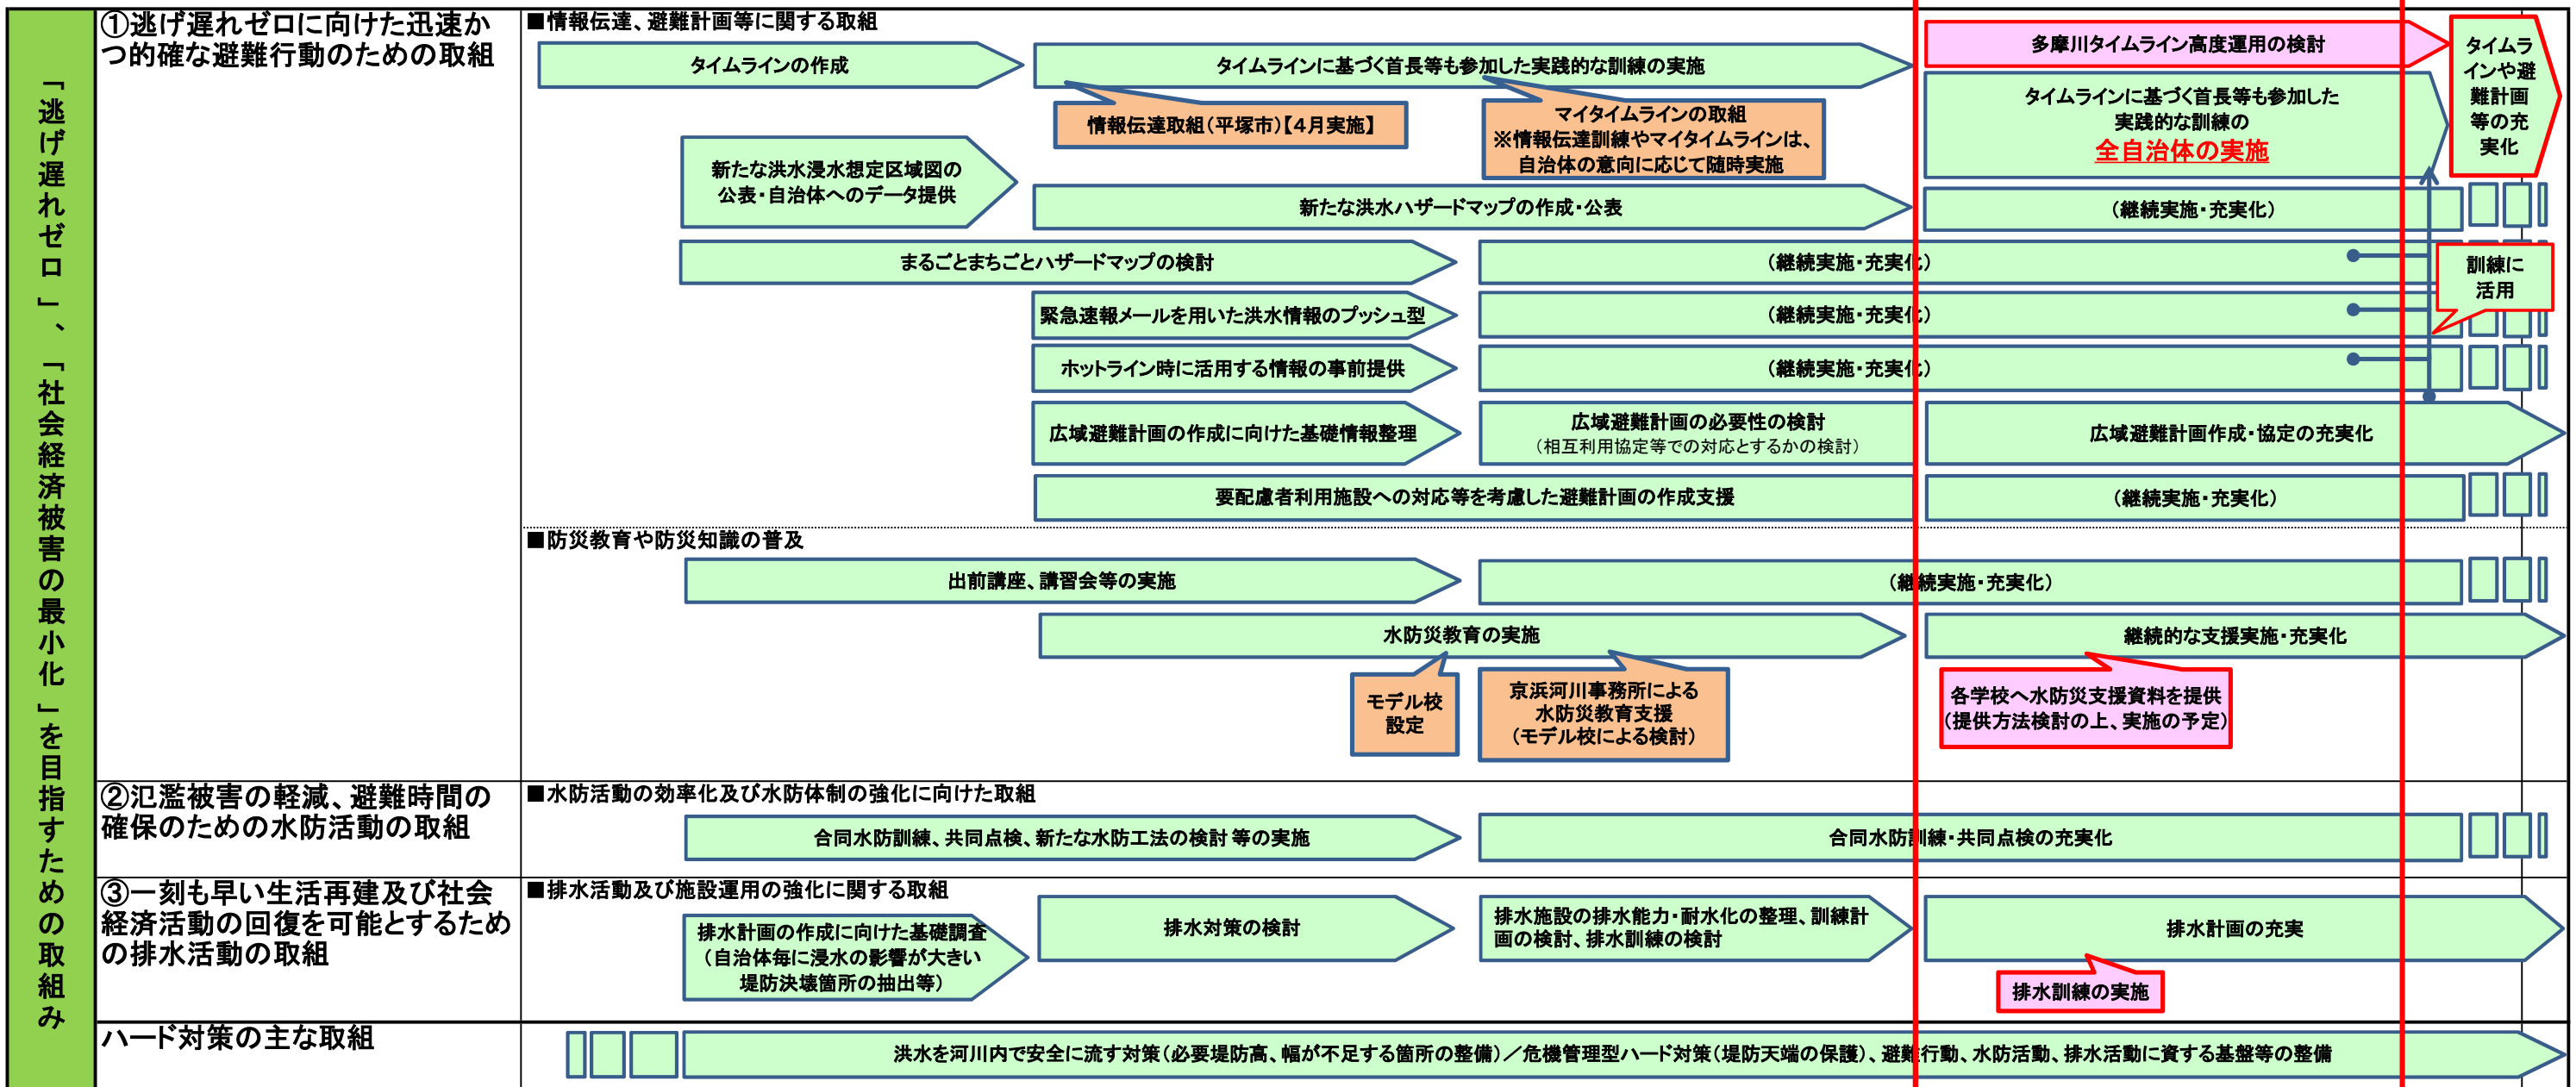 「逃げ遅れゼロ」、「社会経済被害の最小化」を目指すための取組み
①逃げ遅れゼロに向けた迅速か
つ的確な避難行動のための取組
■情報伝達、避難計画等に関する取組
タイムラインの作成
タイムラインに基づく首長等も参加した実践的な訓練の実施
多摩川タイムライン高度運用の検討
タイムラ
インや避
難計画
等の充
実化
情報伝達取組(平塚市)【4月実施】
マイタイムラインの取組
※情報伝達訓練やマイタイムラインは、
自治体の意向に応じて随時実施
タイムラインに基づく首長等も参加した
実践的な訓練の
全自治体の実施
新たな洪水浸水想定区域図の
公表・自治体へのデータ提供
新たな洪水ハザードマップの作成・公表
(継続実施・充実化)
まるごとまちごとハザードマップの検討
(継続実施・充実化)
訓練に
活用
緊急速報メールを用いた洪水情報のプッシュ型
(継続実施・充実化)
ホットライン時に活用する情報の事前提供
(継続実施・充実化)
広域避難計画の作成に向けた基礎情報整理
広域避難計画の必要性の検討
(相互利用協定等での対応とするかの検討)
広域避難計画作成・協定の充実化
要配慮者利用施設への対応等を考慮した避難計画の作成支援
(継続実施・充実化)
■防災教育や防災知識の普及
出前講座、講習会等の実施
(継続実施・充実化)
水防災教育の実施
継続的な支援実施・充実化
モデル校
設定
京浜河川事務所による
水防災教育支援
(モデル校による検討)
各学校へ水防災支援資料を提供
(提供方法検討の上、実施の予定)
②氾濫被害の軽減、避難時間の
確保のための水防活動の取組
■水防活動の効率化及び水防体制の強化に向けた取組
合同水防訓練、共同点検、新たな水防工法の検討 等の実施
合同水防訓練・共同点検の充実化
③一刻も早い生活再建及び社会
経済活動の回復を可能とするため
の排水活動の取組
■排水活動及び施設運用の強化に関する取組
排水計画の作成に向けた基礎調査
(自治体毎に浸水の影響が大きい
堤防決壊箇所の抽出等)
排水対策の検討
排水施設の排水能力・耐水化の整理、訓練計
画の検討、排水訓練の検討
排水計画の充実
排水訓練の実施
ハード対策の主な取組
洪水を河川内で安全に流す対策(必要堤防高、幅が不足する箇所の整備)／危機管理型ハード対策(堤防天端の保護)、避難行動、水防活動、排水活動に資する基盤等の整備